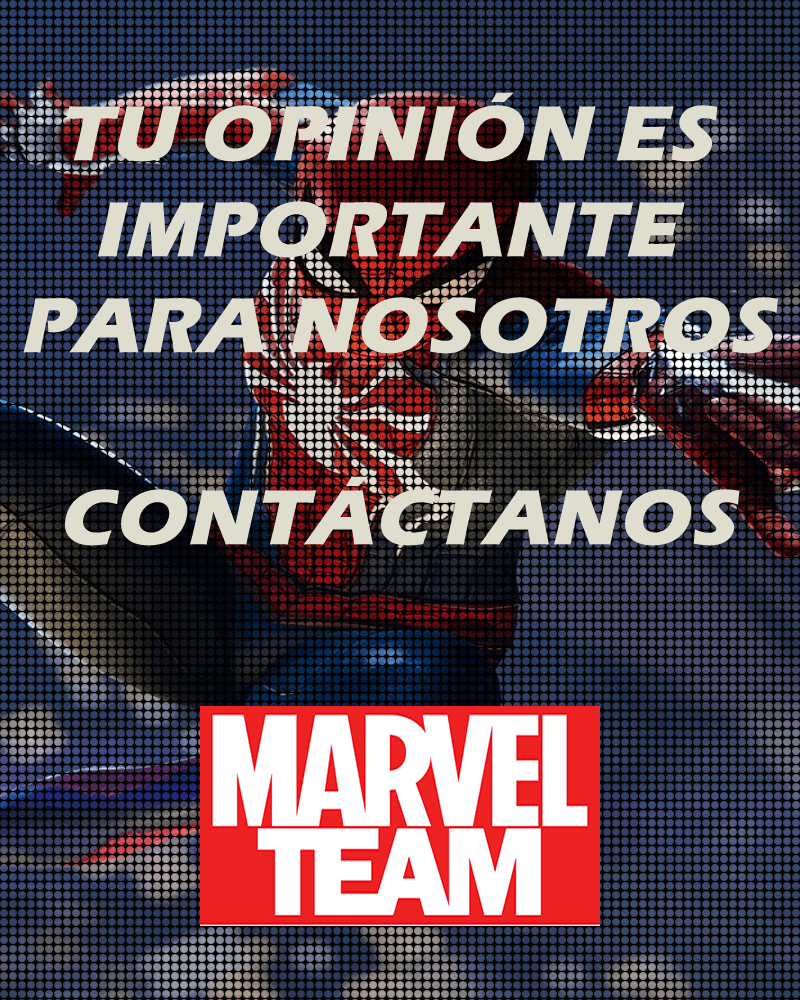 TU OPINIÓN ES
IMPORTANTE
PARA NOSOTROS
CONTÁCTANOS
MARVEL
TEAM